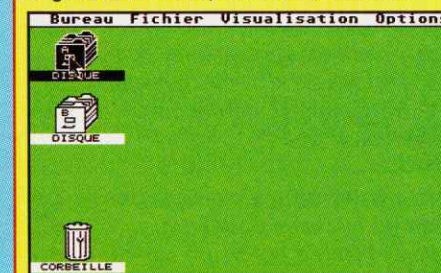 Bureau Fichier Visualisation Options
A
DISQUE
B
DISQUE
CORBEILLE